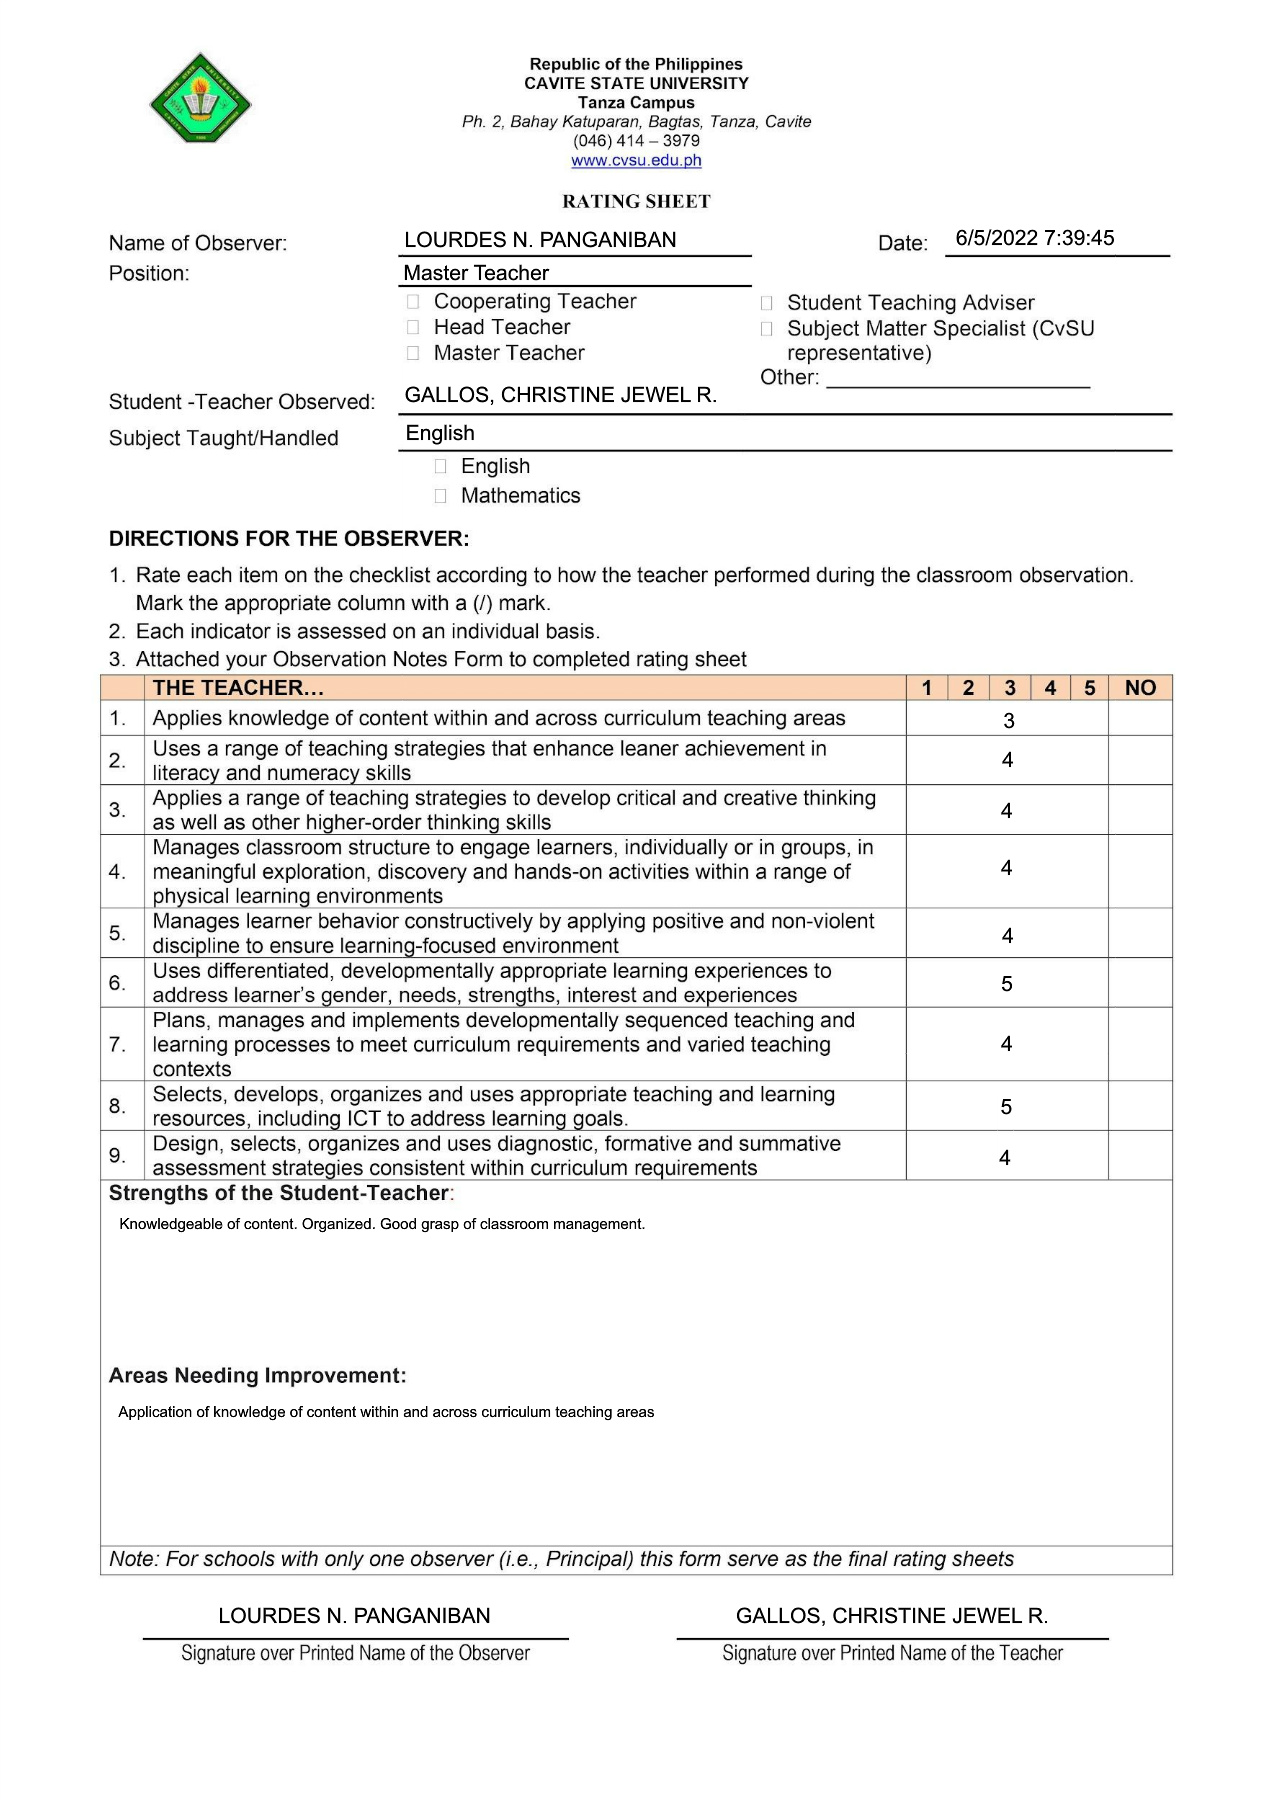 Republic of the Philippines
CAVITE STATE UNIVERSITY
Tanza Campus
Ph. 2, Bahay Katuparan, Bagtas, Tanza, Cavite
(046) 414 – 3979
www.cvsu.edu.ph
RATING SHEET
Name of Observer: LOURDES N. PANGANIBAN Date: 6/5/2022 7:39:45
Position: Master Teacher
☐ Cooperating Teacher ☐ Student Teaching Adviser
☐ Head Teacher ☐ Subject Matter Specialist (CvSU
☐ Master Teacher representative)
Other: ____
Student -Teacher Observed: GALLOS, CHRISTINE JEWEL R.
Subject Taught/Handled English
☐ English
☐ Mathematics
DIRECTIONS FOR THE OBSERVER:
1. Rate each item on the checklist according to how the teacher performed during the classroom observation.
Mark the appropriate column with a (/) mark.
2. Each indicator is assessed on an individual basis.
3. Attached your Observation Notes Form to completed rating sheet
THE TEACHER… 1 2 3 4 5 NO
1. Applies knowledge of content within and across curriculum teaching areas 3
2. Uses a range of teaching strategies that enhance leaner achievement in
literacy and numeracy skills 4
3. Applies a range of teaching strategies to develop critical and creative thinking
as well as other higher-order thinking skills 4
4. Manages classroom structure to engage learners, individually or in groups, in
meaningful exploration, discovery and hands-on activities within a range of
physical learning environments 4
5. Manages learner behavior constructively by applying positive and non-violent
discipline to ensure learning-focused environment 4
6. Uses differentiated, developmentally appropriate learning experiences to
address learner’s gender, needs, strengths, interest and experiences 5
7. Plans, manages and implements developmentally sequenced teaching and
learning processes to meet curriculum requirements and varied teaching
contexts 4
8. Selects, develops, organizes and uses appropriate teaching and learning
resources, including ICT to address learning goals. 5
9. Design, selects, organizes and uses diagnostic, formative and summative
assessment strategies consistent within curriculum requirements 4
Strengths of the Student-Teacher:
Knowledgeable of content. Organized. Good grasp of classroom management.
Areas Needing Improvement:
Application of knowledge of content within and across curriculum teaching areas
Note: For schools with only one observer (i.e., Principal) this form serve as the final rating sheets
LOURDES N. PANGANIBAN GALLOS, CHRISTINE JEWEL R.
Signature over Printed Name of the Observer Signature over Printed Name of the Teacher